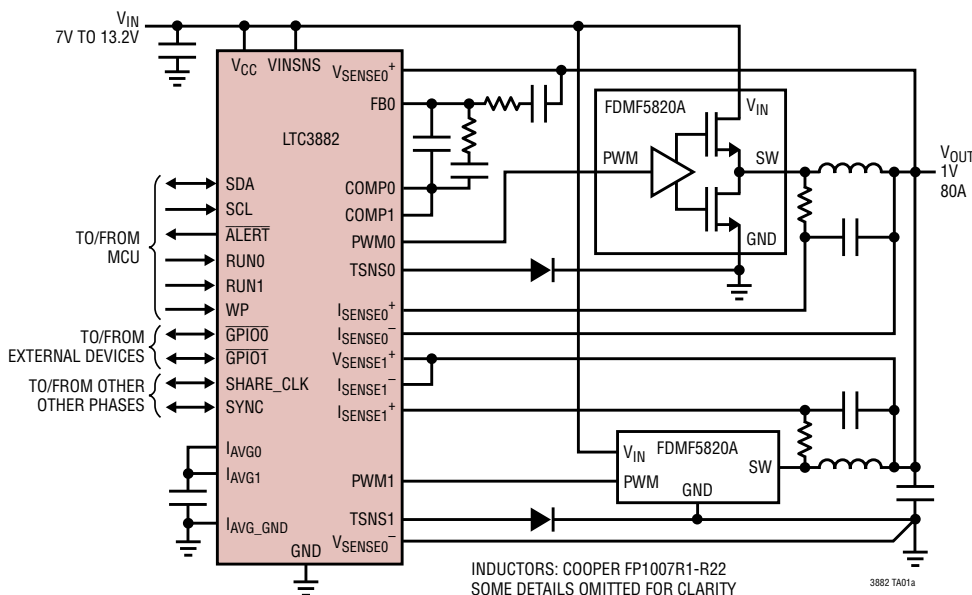 VIN
7V TO 13.2V
VCC
VINSNS
VSENSE0+
FB0
LTC3882
FDMF5820A
VIN
PWM
SW
GND
VOUT
1V
80A
COMP0
COMP1
PWM0
TSNS0
ISENSE0+
ISENSE0–
VSENSE1+
ISENSE1–
ISENSE1+
TO/FROM
MCU
SDA
SCL
ALERT
RUN0
RUN1
WP
TO/FROM
EXTERNAL DEVICES
GPIO0
GPIO1
TO/FROM OTHER
OTHER PHASES
SHARE_CLK
SYNC
IAVG0
IAVG1
IAVG_GND
GND
PWM1
TSNS1
VSENSE0–
FDMF5820A
VIN
PWM
SW
GND
INDUCTORS: COOPER FP1007R1-R22
SOME DETAILS OMITTED FOR CLARITY
3882 TA01a